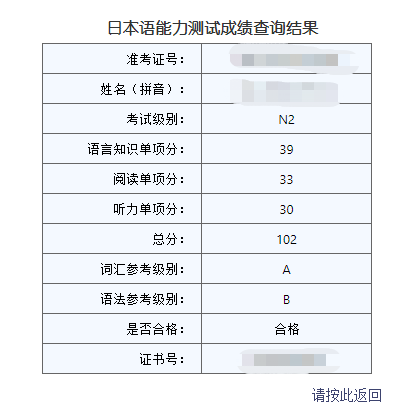 日本语能力测试成绩查询结果
准考证号：
姓名（拼音）：
考试级别： N2
语言知识单项分： 39
阅读单项分： 33
听力单项分： 30
总分： 102
词汇参考级别： A
语法参考级别： B
是否合格： 合格
证书号：
请按此返回